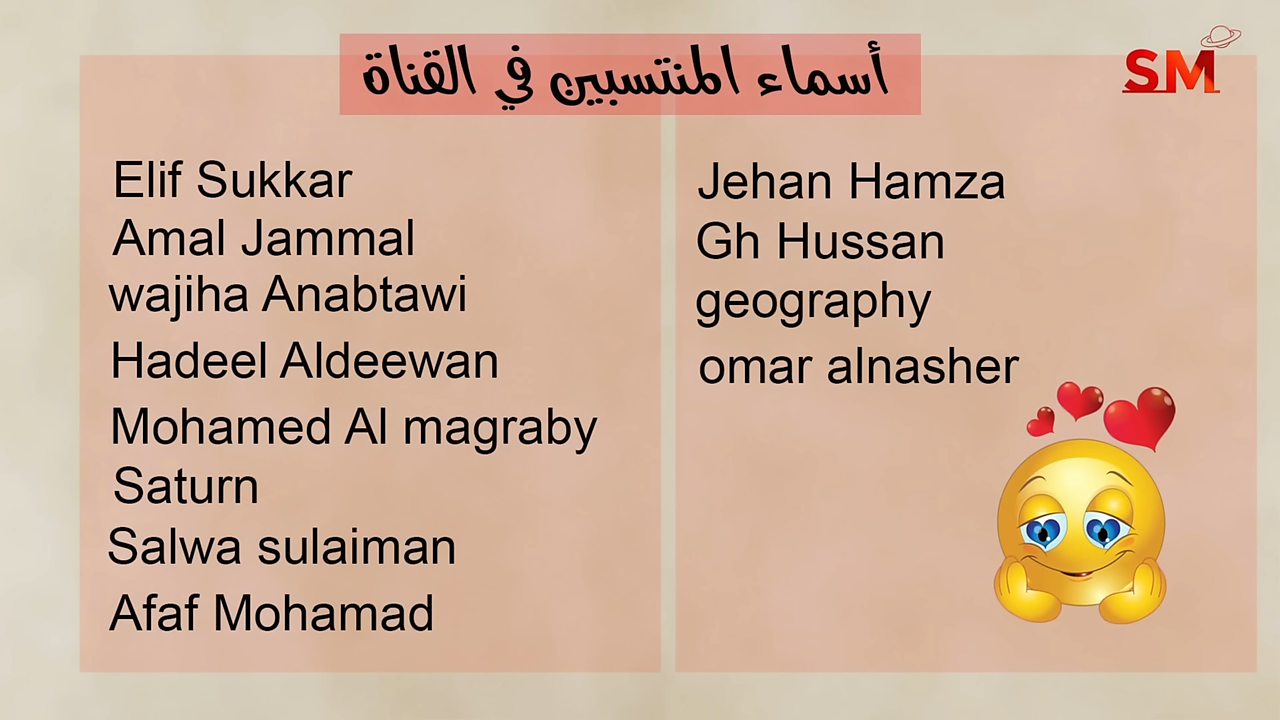 أسماء المنتسبين في القناة
SM
Elif Sukkar
Amal Jammal
wajiha Anabtawi
Hadeel Aldeewan
Mohamed Al magraby
Saturn
Salwa sulaiman
Afaf Mohamad
Jehan Hamza
Gh Hussan
geography
omar alnasher